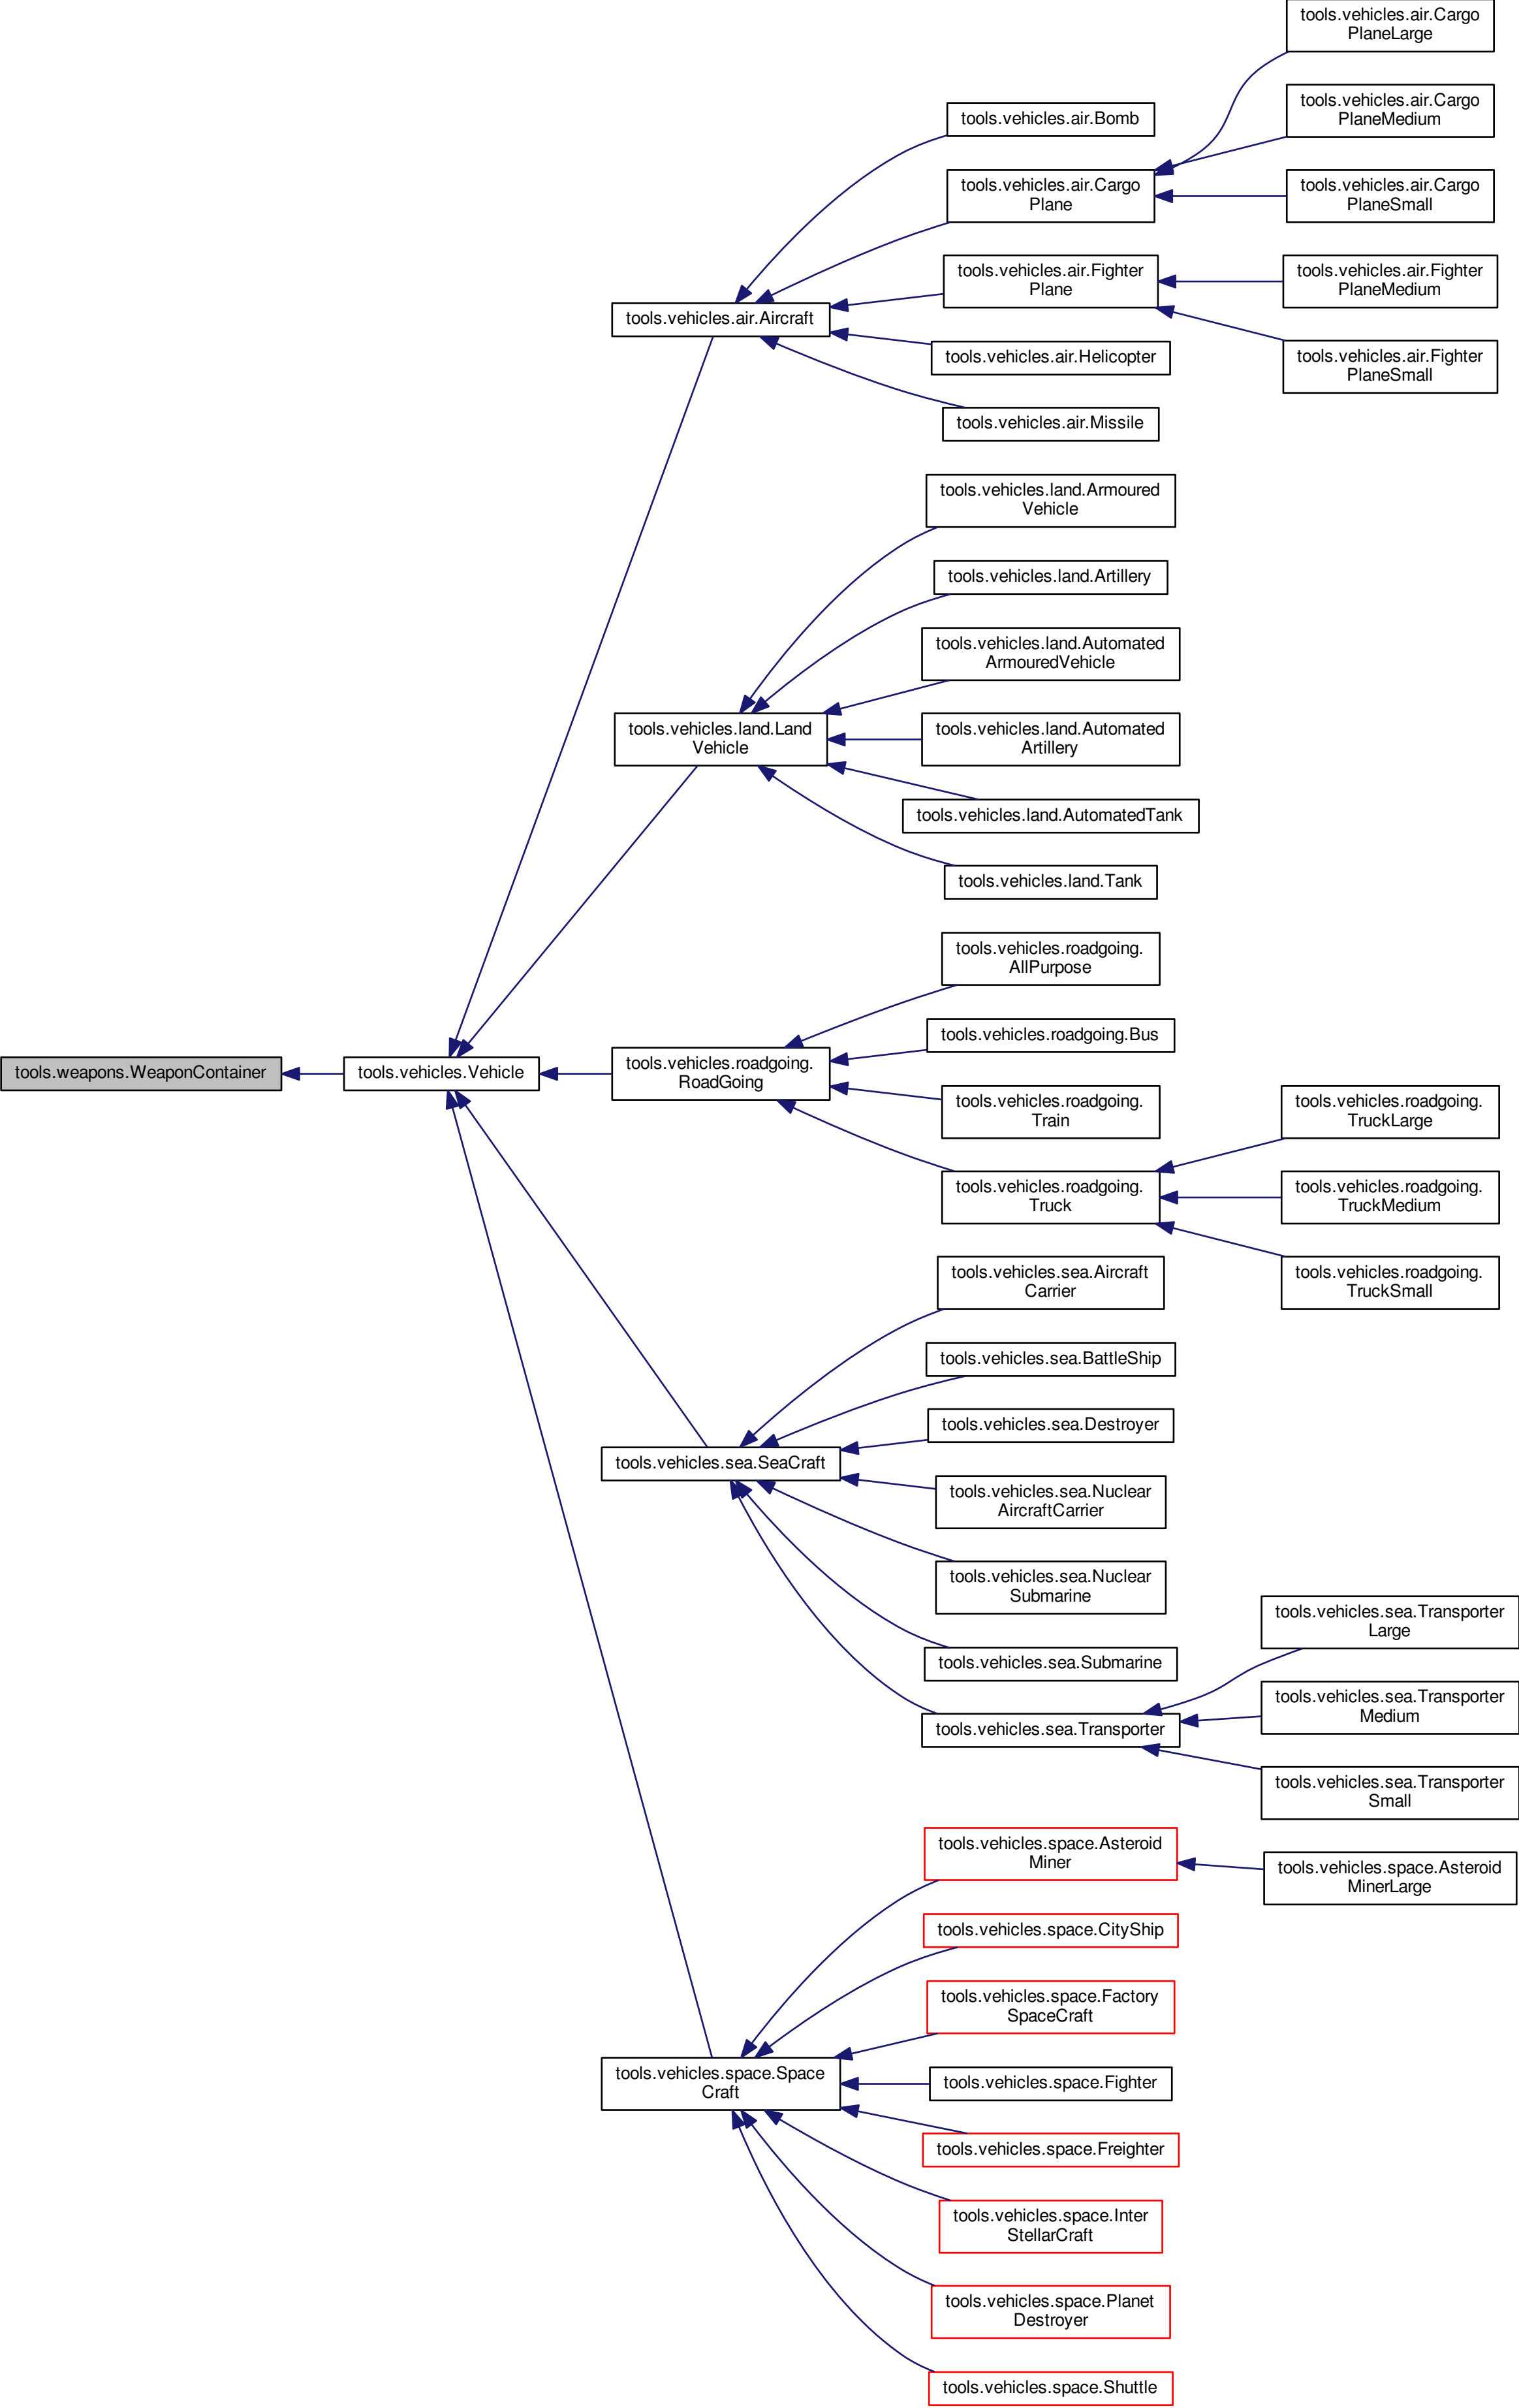 tools.weapons.WeaponContainer
tools.vehicles.Vehicle
tools.vehicles.air.Aircraft
tools.vehicles.air.Bomb
tools.vehicles.air.Cargo
Plane
tools.vehicles.air.Cargo
PlaneLarge
tools.vehicles.air.Cargo
PlaneMedium
tools.vehicles.air.Cargo
PlaneSmall
tools.vehicles.air.Fighter
Plane
tools.vehicles.air.Fighter
PlaneMedium
tools.vehicles.air.Fighter
PlaneSmall
tools.vehicles.air.Helicopter
tools.vehicles.air.Missile
tools.vehicles.land.Land
Vehicle
tools.vehicles.land.Armoured
Vehicle
tools.vehicles.land.Artillery
tools.vehicles.land.Automated
ArmouredVehicle
tools.vehicles.land.Automated
Artillery
tools.vehicles.land.AutomatedTank
tools.vehicles.land.Tank
tools.vehicles.roadgoing.
RoadGoing
tools.vehicles.roadgoing.
AllPurpose
tools.vehicles.roadgoing.Bus
tools.vehicles.roadgoing.
Train
tools.vehicles.roadgoing.
Truck
tools.vehicles.roadgoing.
TruckLarge
tools.vehicles.roadgoing.
TruckMedium
tools.vehicles.roadgoing.
TruckSmall
tools.vehicles.sea.SeaCraft
tools.vehicles.sea.Aircraft
Carrier
tools.vehicles.sea.BattleShip
tools.vehicles.sea.Destroyer
tools.vehicles.sea.Nuclear
AircraftCarrier
tools.vehicles.sea.Nuclear
Submarine
tools.vehicles.sea.Submarine
tools.vehicles.sea.Transporter
tools.vehicles.sea.Transporter
Large
tools.vehicles.sea.Transporter
Medium
tools.vehicles.sea.Transporter
Small
tools.vehicles.space.Space
Craft
tools.vehicles.space.Asteroid
Miner
tools.vehicles.space.Asteroid
MinerLarge
tools.vehicles.space.CityShip
tools.vehicles.space.Factory
SpaceCraft
tools.vehicles.space.Fighter
tools.vehicles.space.Freighter
tools.vehicles.space.Inter
StellarCraft
tools.vehicles.space.Planet
Destroyer
tools.vehicles.space.Shuttle